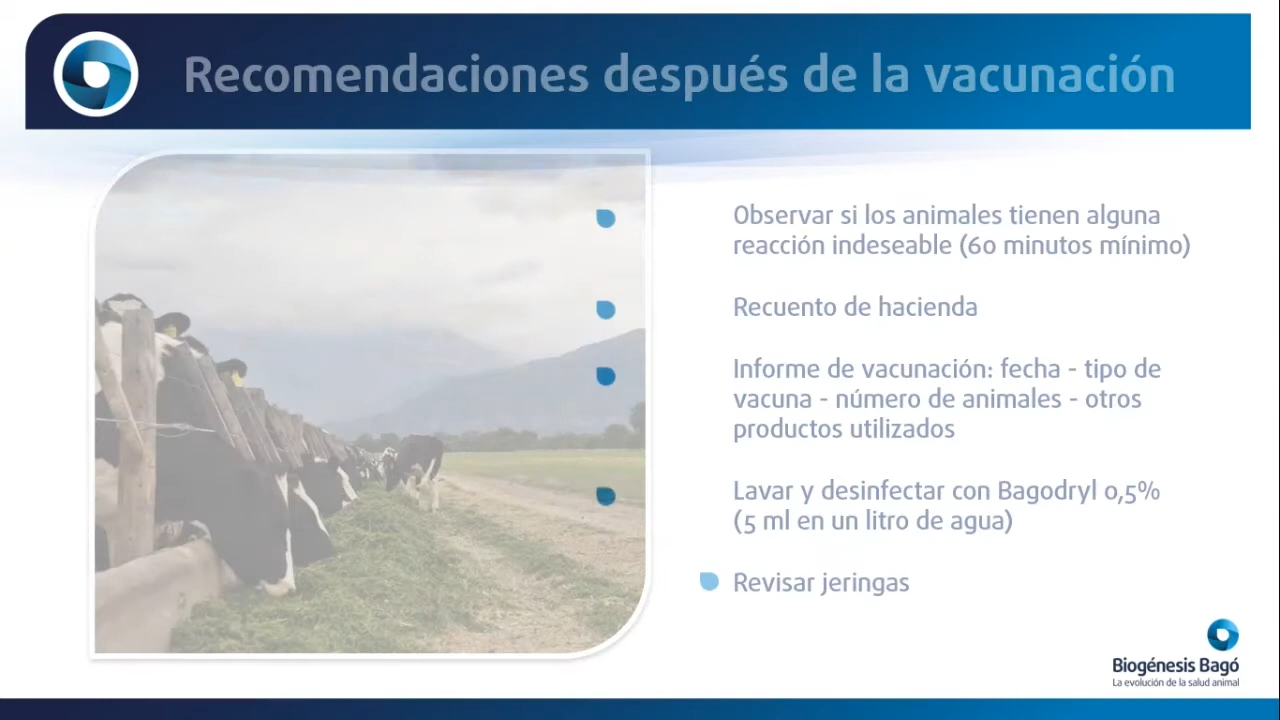 Recomendaciones después de la vacunación
Observar si los animales tienen alguna
reacción indeseable (60 minutos mínimo)
Recuento de hacienda
Informe de vacunación: fecha - tipo de
vacuna - número de animales - otros
productos utilizados
Lavar y desinfectar con Bagodryl 0,5%
(5 ml en un litro de agua)
Revisar jeringas
Biogénesis Bagó
La evolución de la salud animal